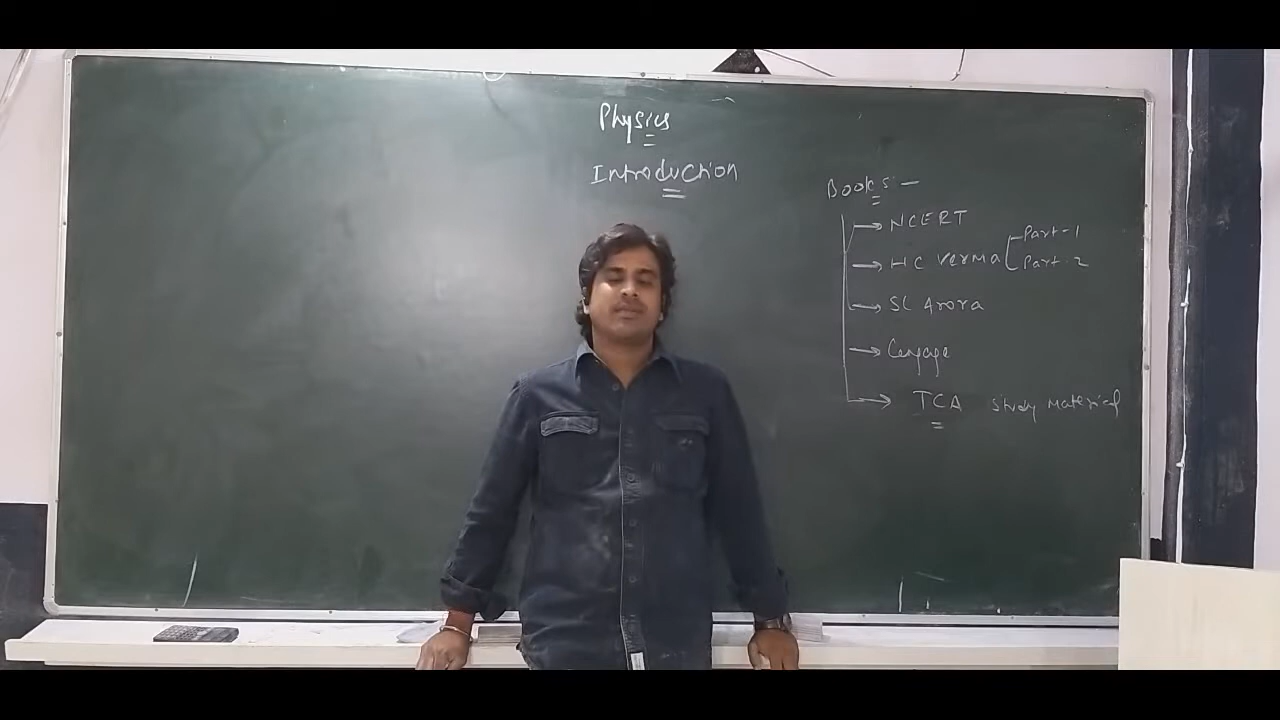 Physics
Introduction
Books -
→ NCERT
→ HC Verma Part-1
Part-2
→ SL Arora
→ Cengage
→ TCA Study Material